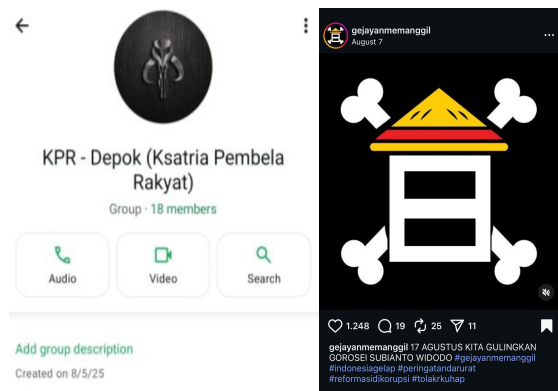 KPR - Depok (Ksatria Pembela
Rakyat)
Group · 18 members
Audio
Video
Search
Add group description
Created on 8/5/25
gejayanmemanggil
August 7
1.248
19
25
11
gejayanmemanggil 17 AGUSTUS KITA GULINGKAN
GOROSEI SUBIANTO WIDODO #gejayanmemanggil
#indonesiagelap #peringatandarurat
#reformasidikorupsi #tolakrkuhap